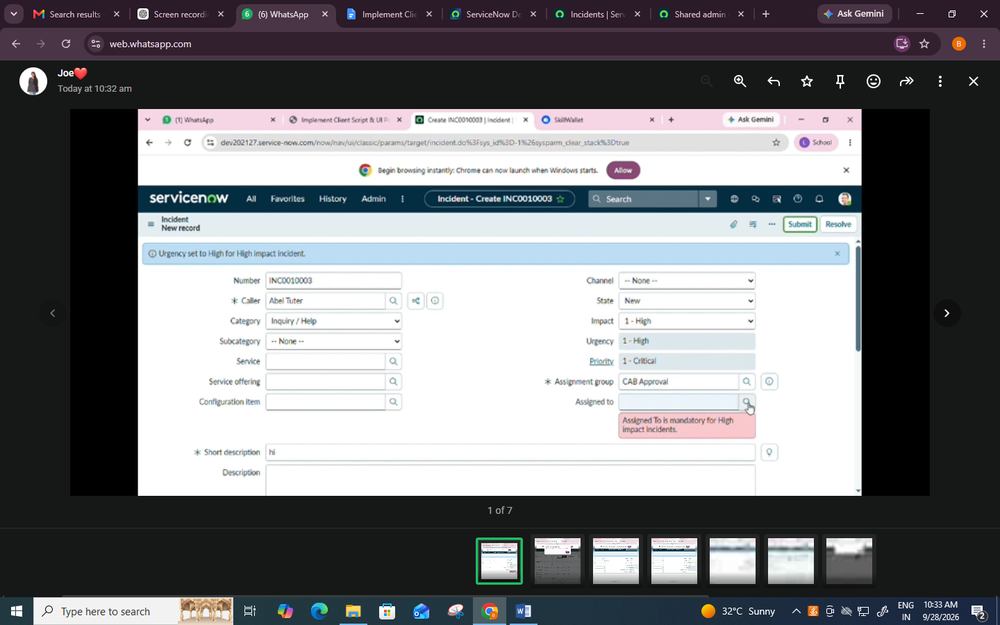 Search results
Screen recordi
(6) WhatsApp
Implement Clie
ServiceNow De
Incidents | Serv
Shared admin
Ask Gemini
web.whatsapp.com
B
Joe❤️
Today at 10:32 am
(1) WhatsApp
Implement Client Script & UI P
Create INC0010003 | Incident |
SkillWallet
Ask Gemini
dev202127.service-now.com/now/nav/ui/classic/params/target/incident.do%3Fsys_id%3D-1%26sysparm_clear_stack%3Dtrue
L School
Begin browsing instantly: Chrome can now launch when Windows starts.
Allow
servicenow
All
Favorites
History
Admin
Incident - Create INC0010003
Search
Incident
New record
Submit
Resolve
Urgency set to High for High impact incident.
Number INC0010003
Channel -- None --
* Caller Abel Tuter
State New
Category Inquiry / Help
Impact 1 - High
Subcategory -- None --
Urgency 1 - High
Service
Priority 1 - Critical
Service offering
* Assignment group CAB Approval
Configuration item
Assigned to
Assigned To is mandatory for High
impact incidents.
* Short description hi
Description
1 of 7
Type here to search
32°C Sunny
ENG
IN
10:33 AM
9/28/2026
2